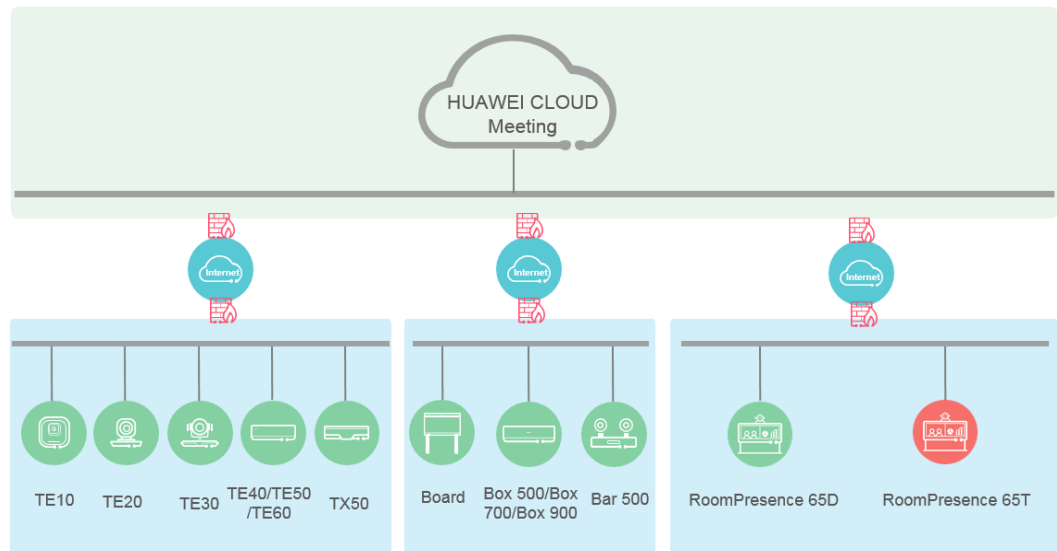 HUAWEI CLOUD
Meeting
Internet
Internet
Internet
TE10
TE20
TE30
TE40/TE50
/TE60
TX50
Board
Box 500/Box
700/Box 900
Bar 500
RoomPresence 65D
RoomPresence 65T